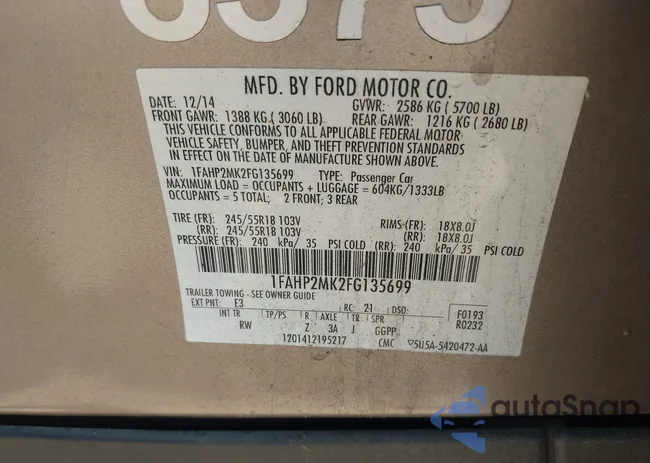 MFD. BY FORD MOTOR CO.
DATE: 12/14 GVWR: 2586 KG ( 5700 LB)
FRONT GAWR: 1388 KG ( 3060 LB) REAR GAWR: 1216 KG ( 2680 LB)
THIS VEHICLE CONFORMS TO ALL APPLICABLE FEDERAL MOTOR
VEHICLE SAFETY, BUMPER, AND THEFT PREVENTION STANDARDS
IN EFFECT ON THE DATE OF MANUFACTURE SHOWN ABOVE.
VIN: 1FAHP2MK2FG135699 TYPE: Passenger Car
MAXIMUM LOAD = OCCUPANTS + LUGGAGE = 604KG/1333LB
OCCUPANTS = 5 TOTAL; 2 FRONT; 3 REAR
TIRE (FR): 245/55R18 103V RIMS (FR): 18X8.0J
(RR): 245/55R18 103V (RR): 18X8.0J
PRESSURE (FR): 240 kPa/ 35 PSI COLD (RR): 240 kPa/ 35 PSI COLD
1FAHP2MK2FG135699
TRAILER TOWING - SEE OWNER GUIDE
EXT PNT: E3 RC: 21 DSO: F0193
INT TR TP/PS R AXLE TR SPR R0232
RW Z 3A J GGPP
1201412195217 CMC 5U5A-5420472-AA
autoSnap